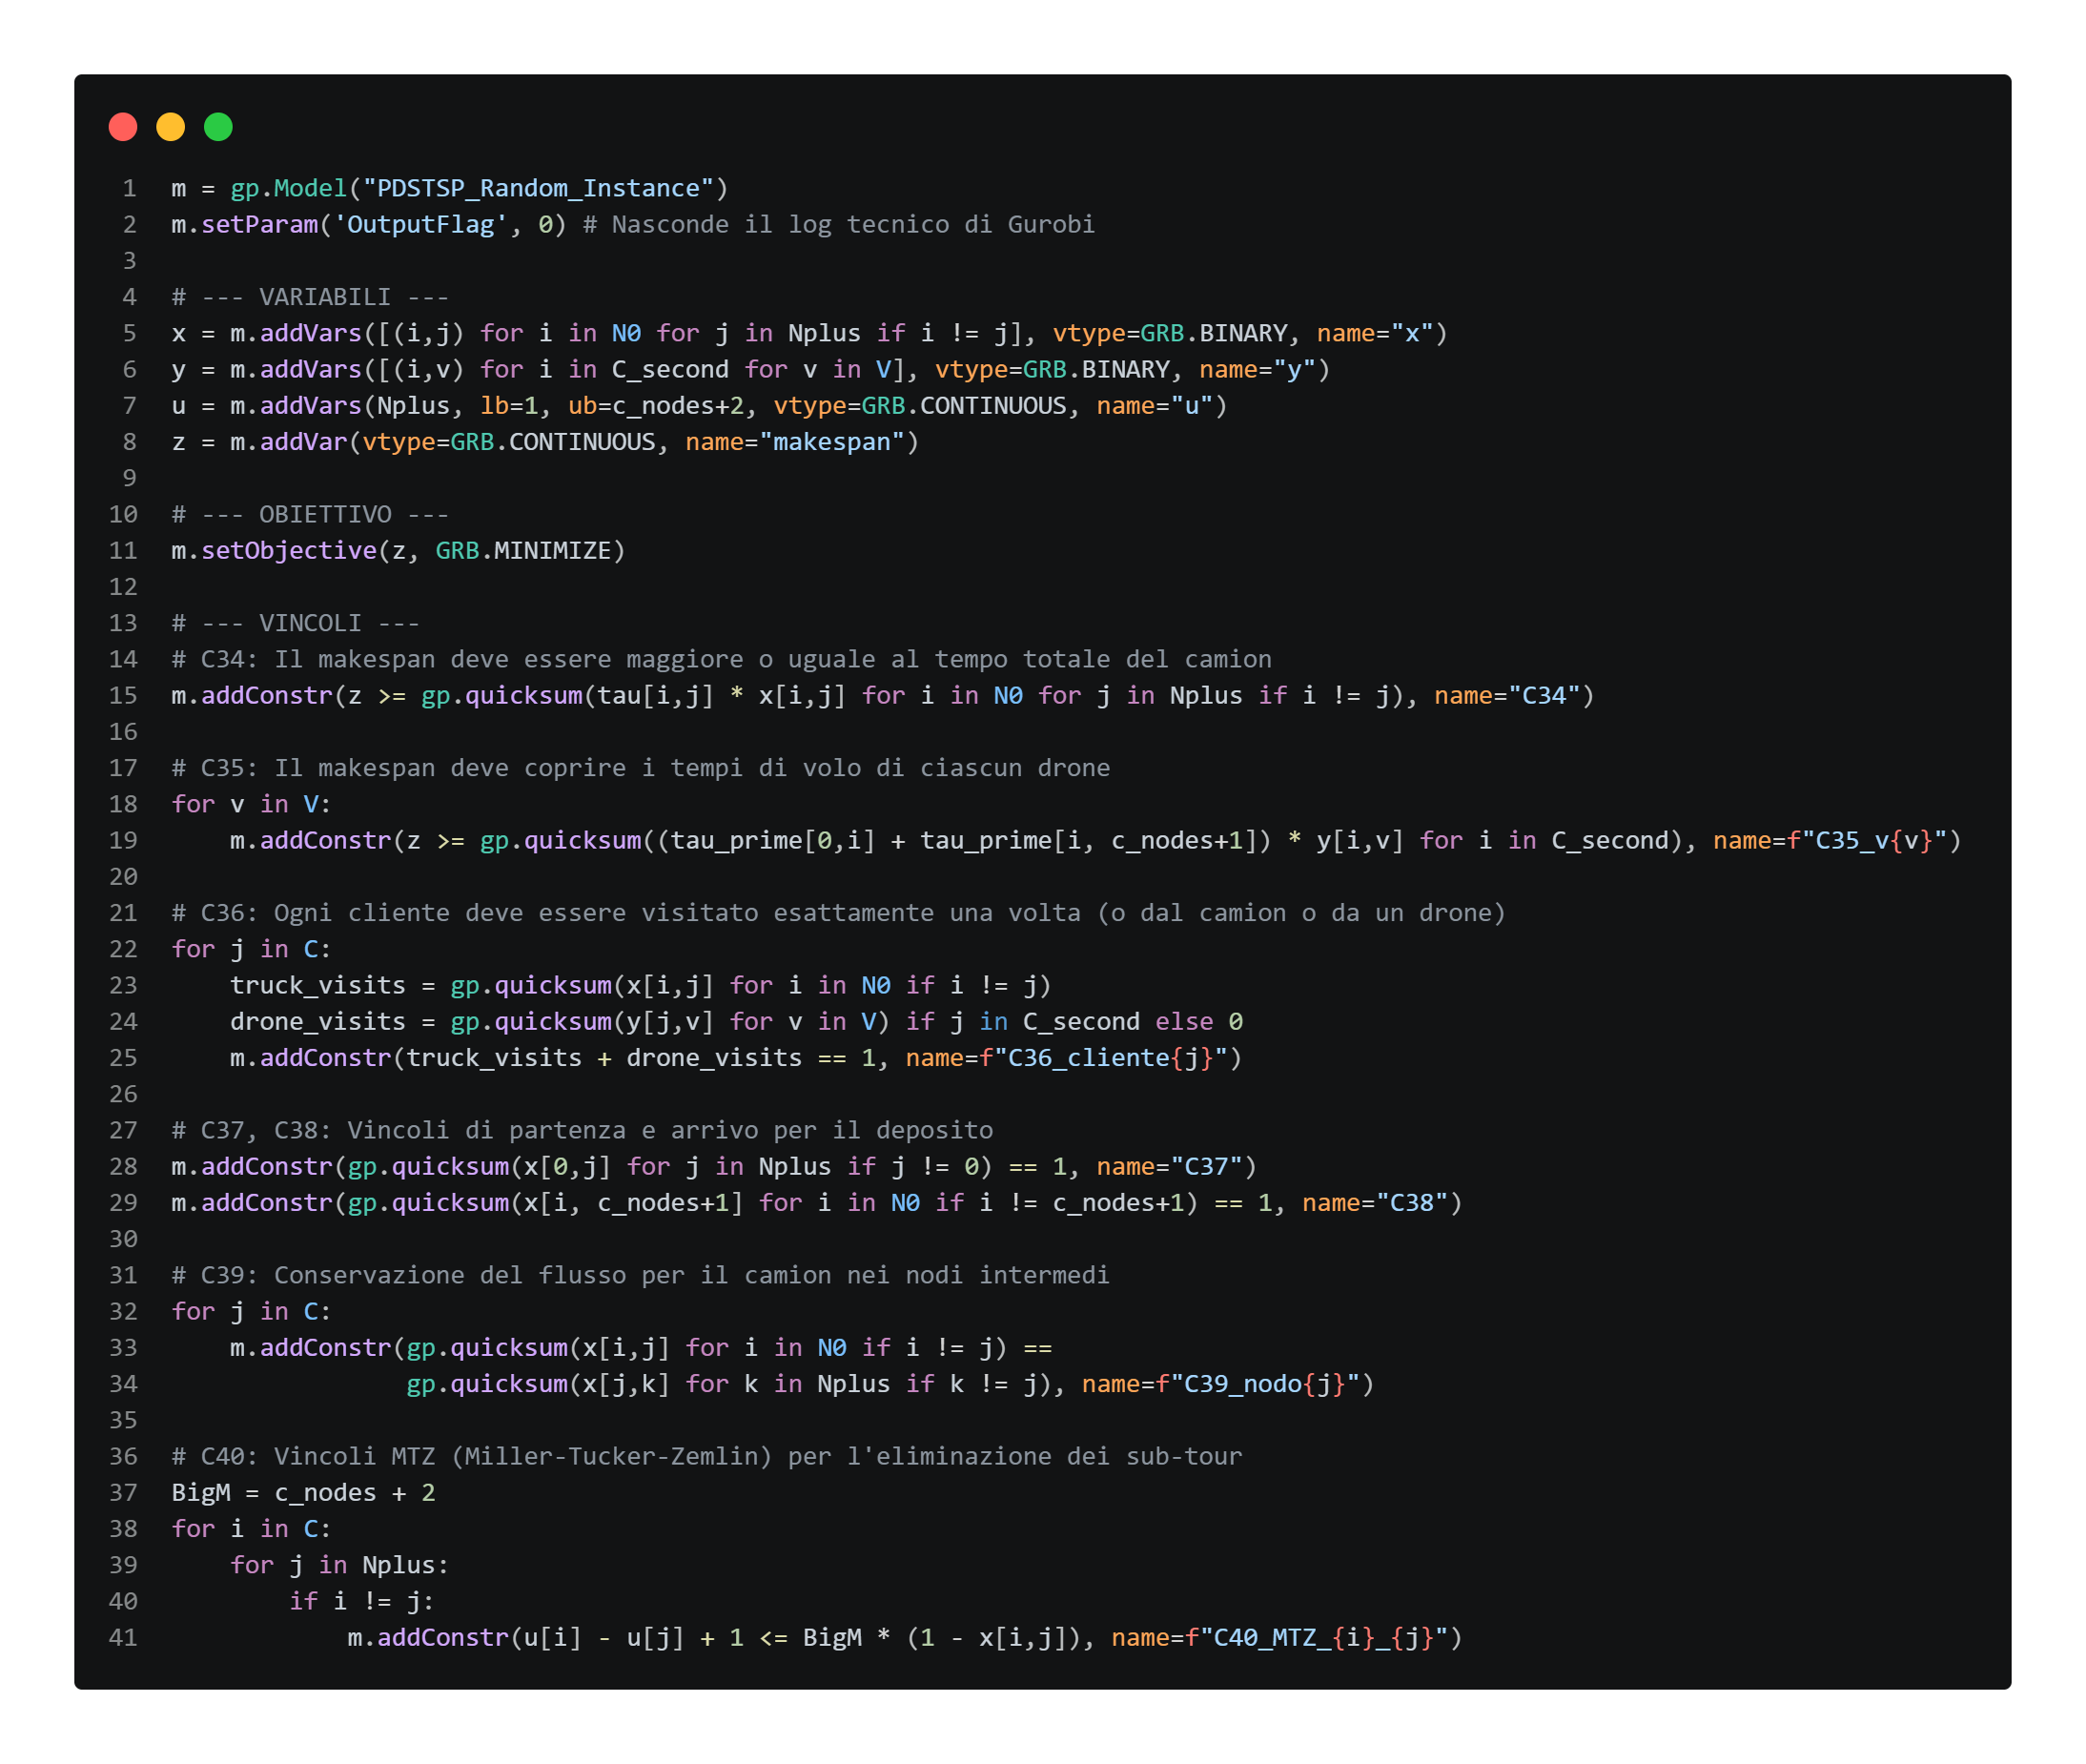 1 m = gp.Model("PDSTSP_Random_Instance")
2 m.setParam('OutputFlag', 0) # Nasconde il log tecnico di Gurobi
3
4 # --- VARIABILI ---
5 x = m.addVars([(i,j) for i in N0 for j in Nplus if i != j], vtype=GRB.BINARY, name="x")
6 y = m.addVars([(i,v) for i in C_second for v in V], vtype=GRB.BINARY, name="y")
7 u = m.addVars(Nplus, lb=1, ub=c_nodes+2, vtype=GRB.CONTINUOUS, name="u")
8 z = m.addVar(vtype=GRB.CONTINUOUS, name="makespan")
9
10 # --- OBIETTIVO ---
11 m.setObjective(z, GRB.MINIMIZE)
12
13 # --- VINCOLI ---
14 # C34: Il makespan deve essere maggiore o uguale al tempo totale del camion
15 m.addConstr(z >= gp.quicksum(tau[i,j] * x[i,j] for i in N0 for j in Nplus if i != j), name="C34")
16
17 # C35: Il makespan deve coprire i tempi di volo di ciascun drone
18 for v in V:
19     m.addConstr(z >= gp.quicksum((tau_prime[0,i] + tau_prime[i, c_nodes+1]) * y[i,v] for i in C_second), name=f"C35_v{v}")
20
21 # C36: Ogni cliente deve essere visitato esattamente una volta (o dal camion o da un drone)
22 for j in C:
23     truck_visits = gp.quicksum(x[i,j] for i in N0 if i != j)
24     drone_visits = gp.quicksum(y[j,v] for v in V) if j in C_second else 0
25     m.addConstr(truck_visits + drone_visits == 1, name=f"C36_cliente{j}")
26
27 # C37, C38: Vincoli di partenza e arrivo per il deposito
28 m.addConstr(gp.quicksum(x[0,j] for j in Nplus if j != 0) == 1, name="C37")
29 m.addConstr(gp.quicksum(x[i, c_nodes+1] for i in N0 if i != c_nodes+1) == 1, name="C38")
30
31 # C39: Conservazione del flusso per il camion nei nodi intermedi
32 for j in C:
33     m.addConstr(gp.quicksum(x[i,j] for i in N0 if i != j) ==
34                 gp.quicksum(x[j,k] for k in Nplus if k != j), name=f"C39_nodo{j}")
35
36 # C40: Vincoli MTZ (Miller-Tucker-Zemlin) per l'eliminazione dei sub-tour
37 BigM = c_nodes + 2
38 for i in C:
39     for j in Nplus:
40         if i != j:
41             m.addConstr(u[i] - u[j] + 1 <= BigM * (1 - x[i,j]), name=f"C40_MTZ_{i}_{j}")